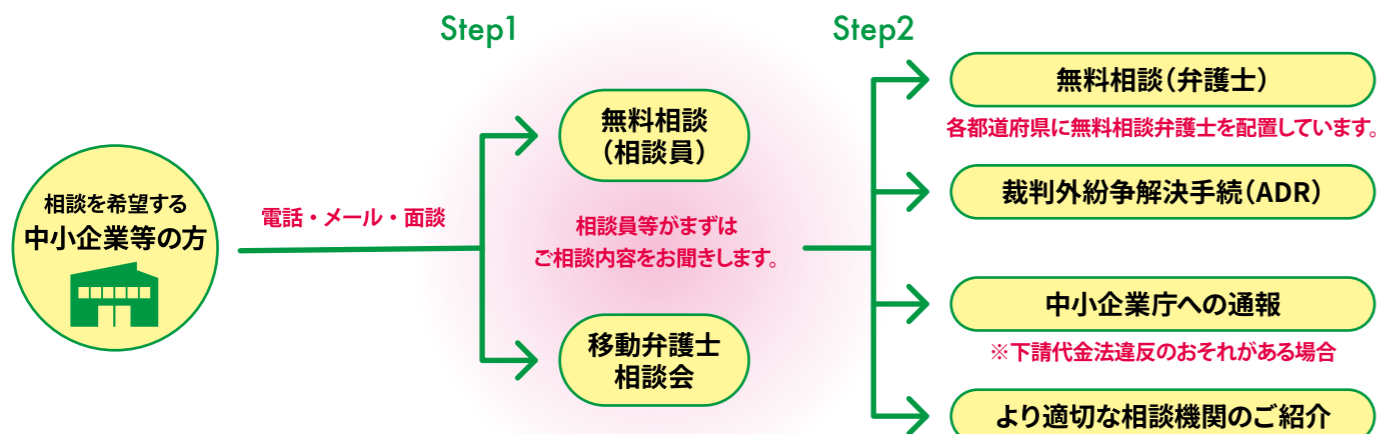 Step1
Step2
相談を希望する
中小企業等の方
電話・メール・面談
無料相談
（相談員）
相談員等がまずは
ご相談内容をお聞きします。
移動弁護士
相談会
無料相談（弁護士）
各都道府県に無料相談弁護士を配置しています。
裁判外紛争解決手続（ADR）
中小企業庁への通報
※下請代金法違反のおそれがある場合
より適切な相談機関のご紹介